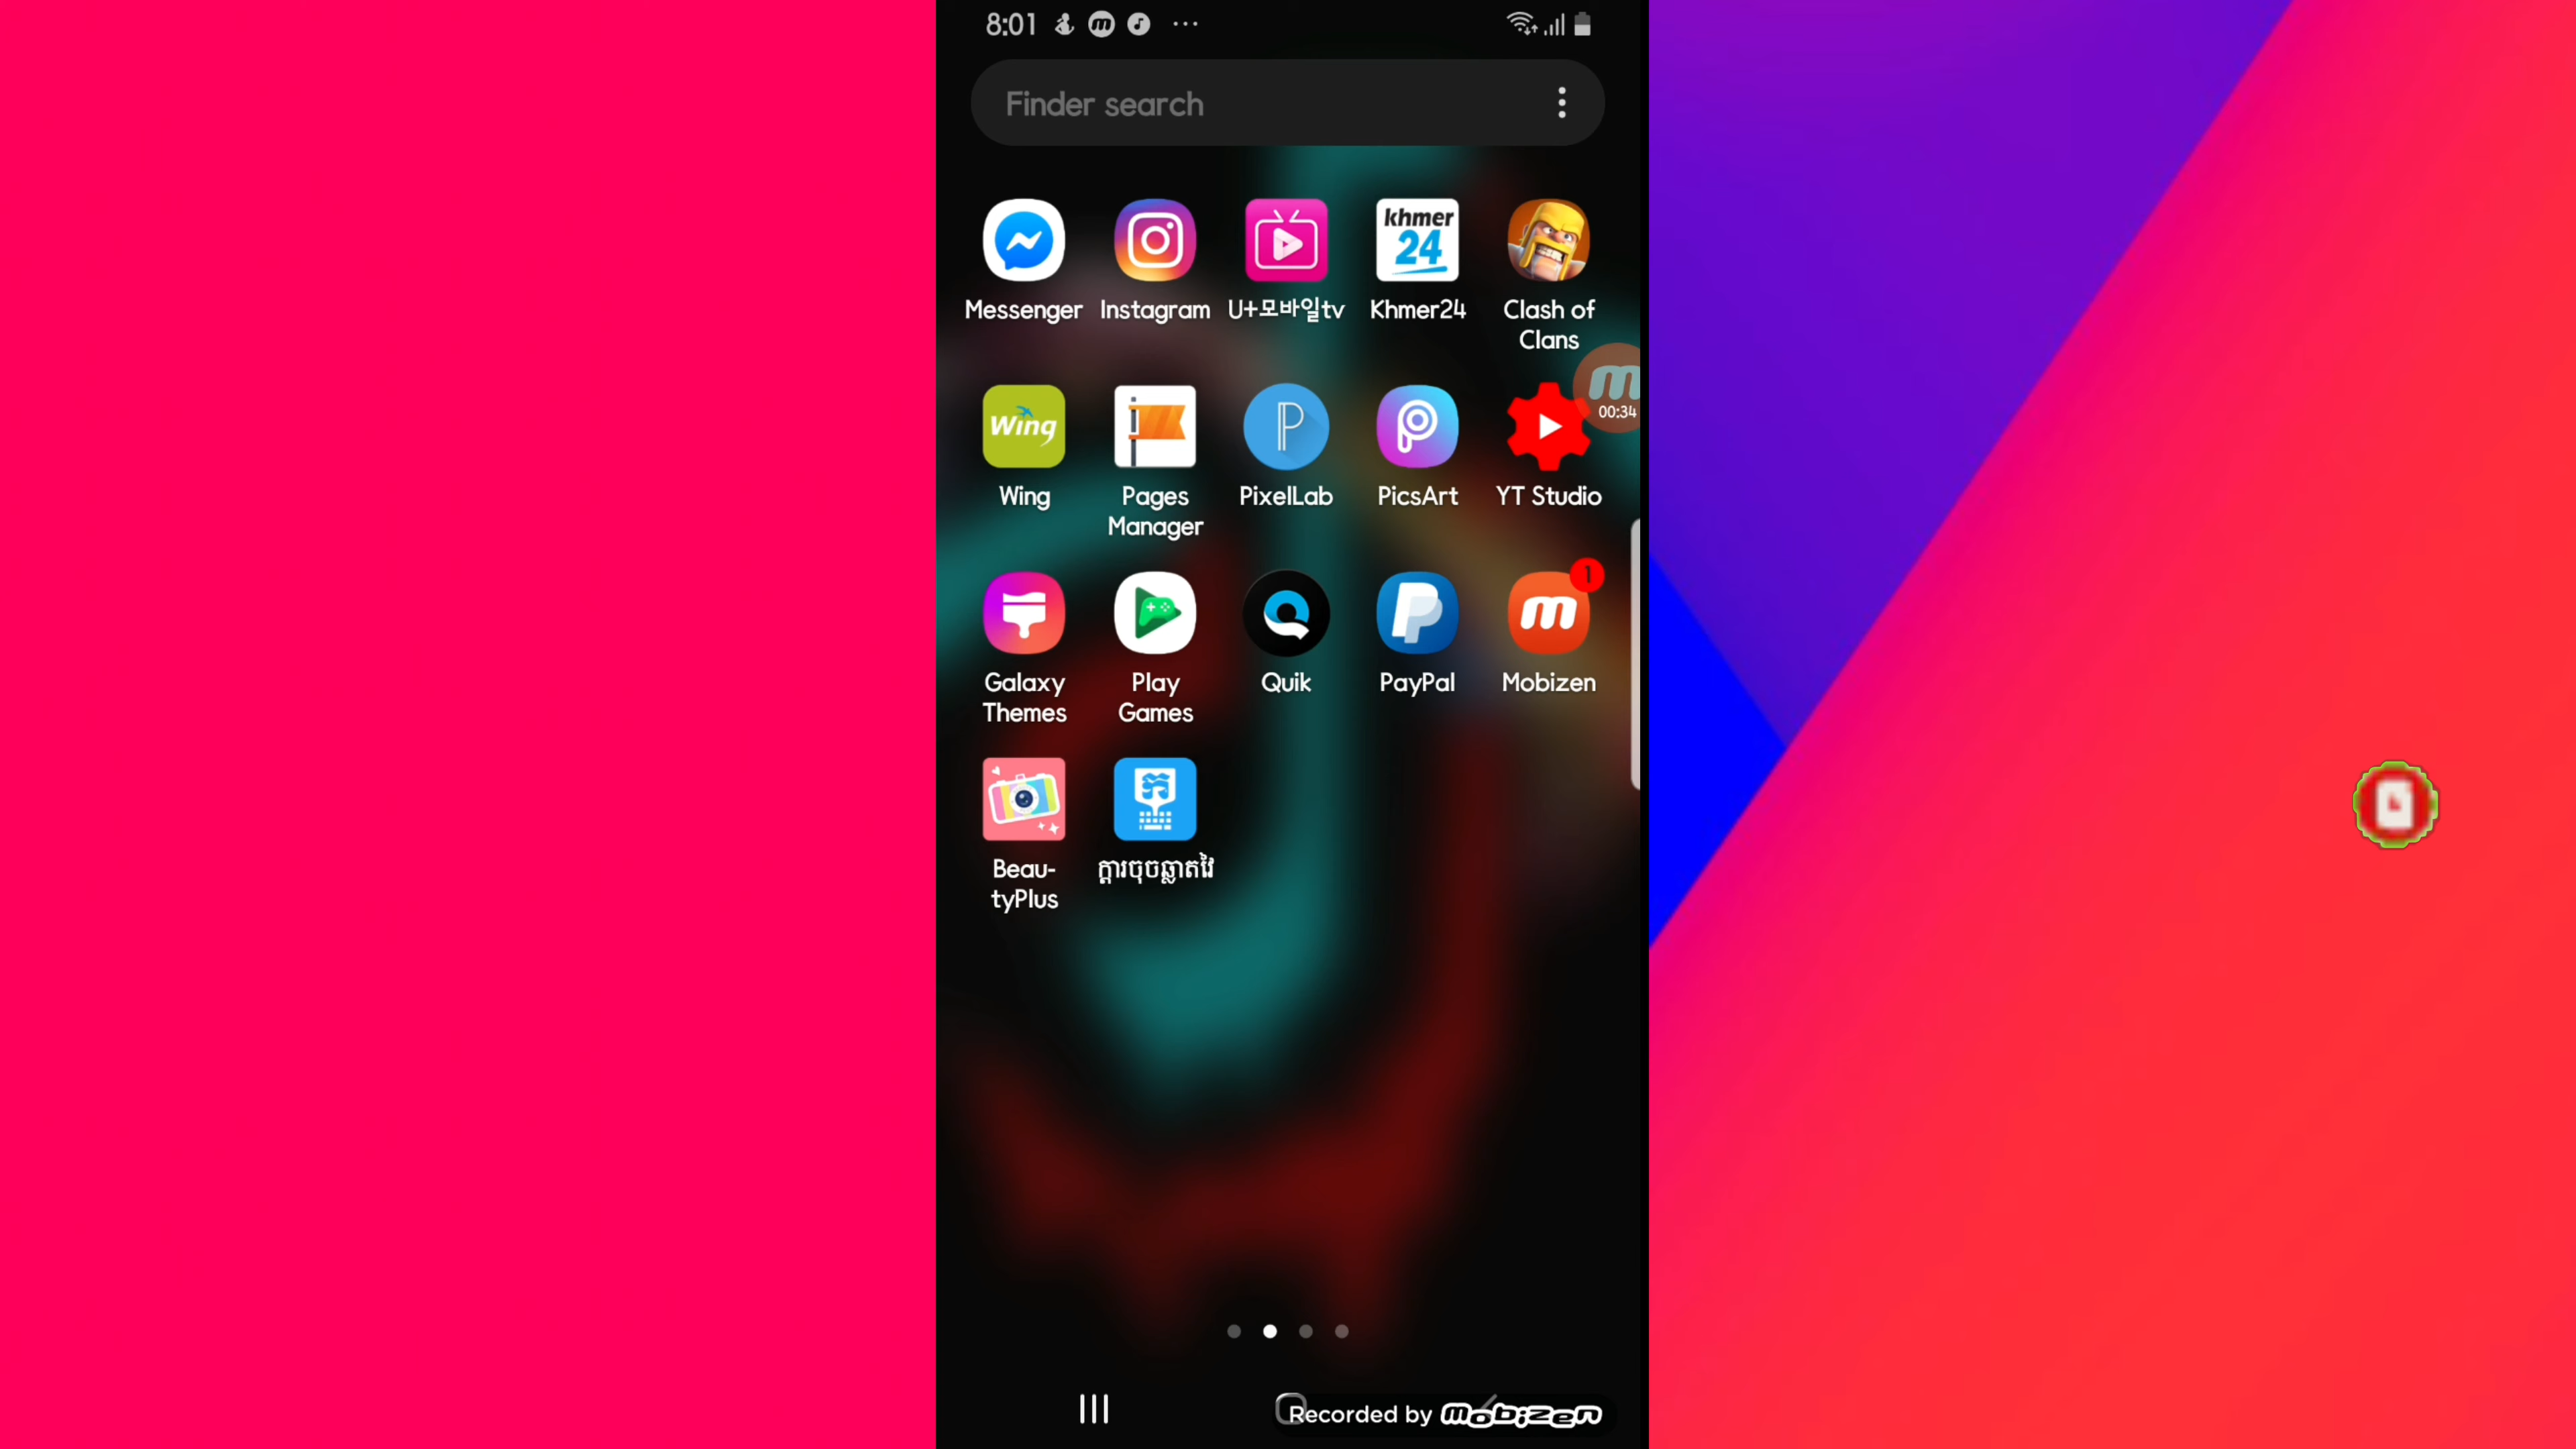 8:01
Finder search
khmer
24
Messenger
Instagram
U+모바일tv
Khmer24
Clash of
Clans
00:34
Wing
Wing
Pages
Manager
PixelLab
PicsArt
YT Studio
1
Galaxy
Themes
Play
Games
Quik
PayPal
Mobizen
Beau-
tyPlus
ក្ដារចុចឆ្លាតវៃ
Recorded by Mobizen